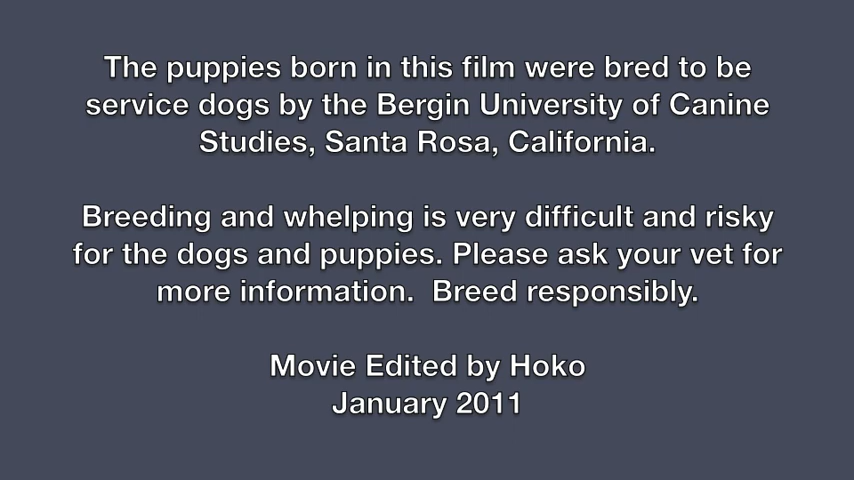 The puppies born in this film were bred to be
service dogs by the Bergin University of Canine
Studies, Santa Rosa, California.
Breeding and whelping is very difficult and risky
for the dogs and puppies. Please ask your vet for
more information.  Breed responsibly.
Movie Edited by Hoko
January 2011